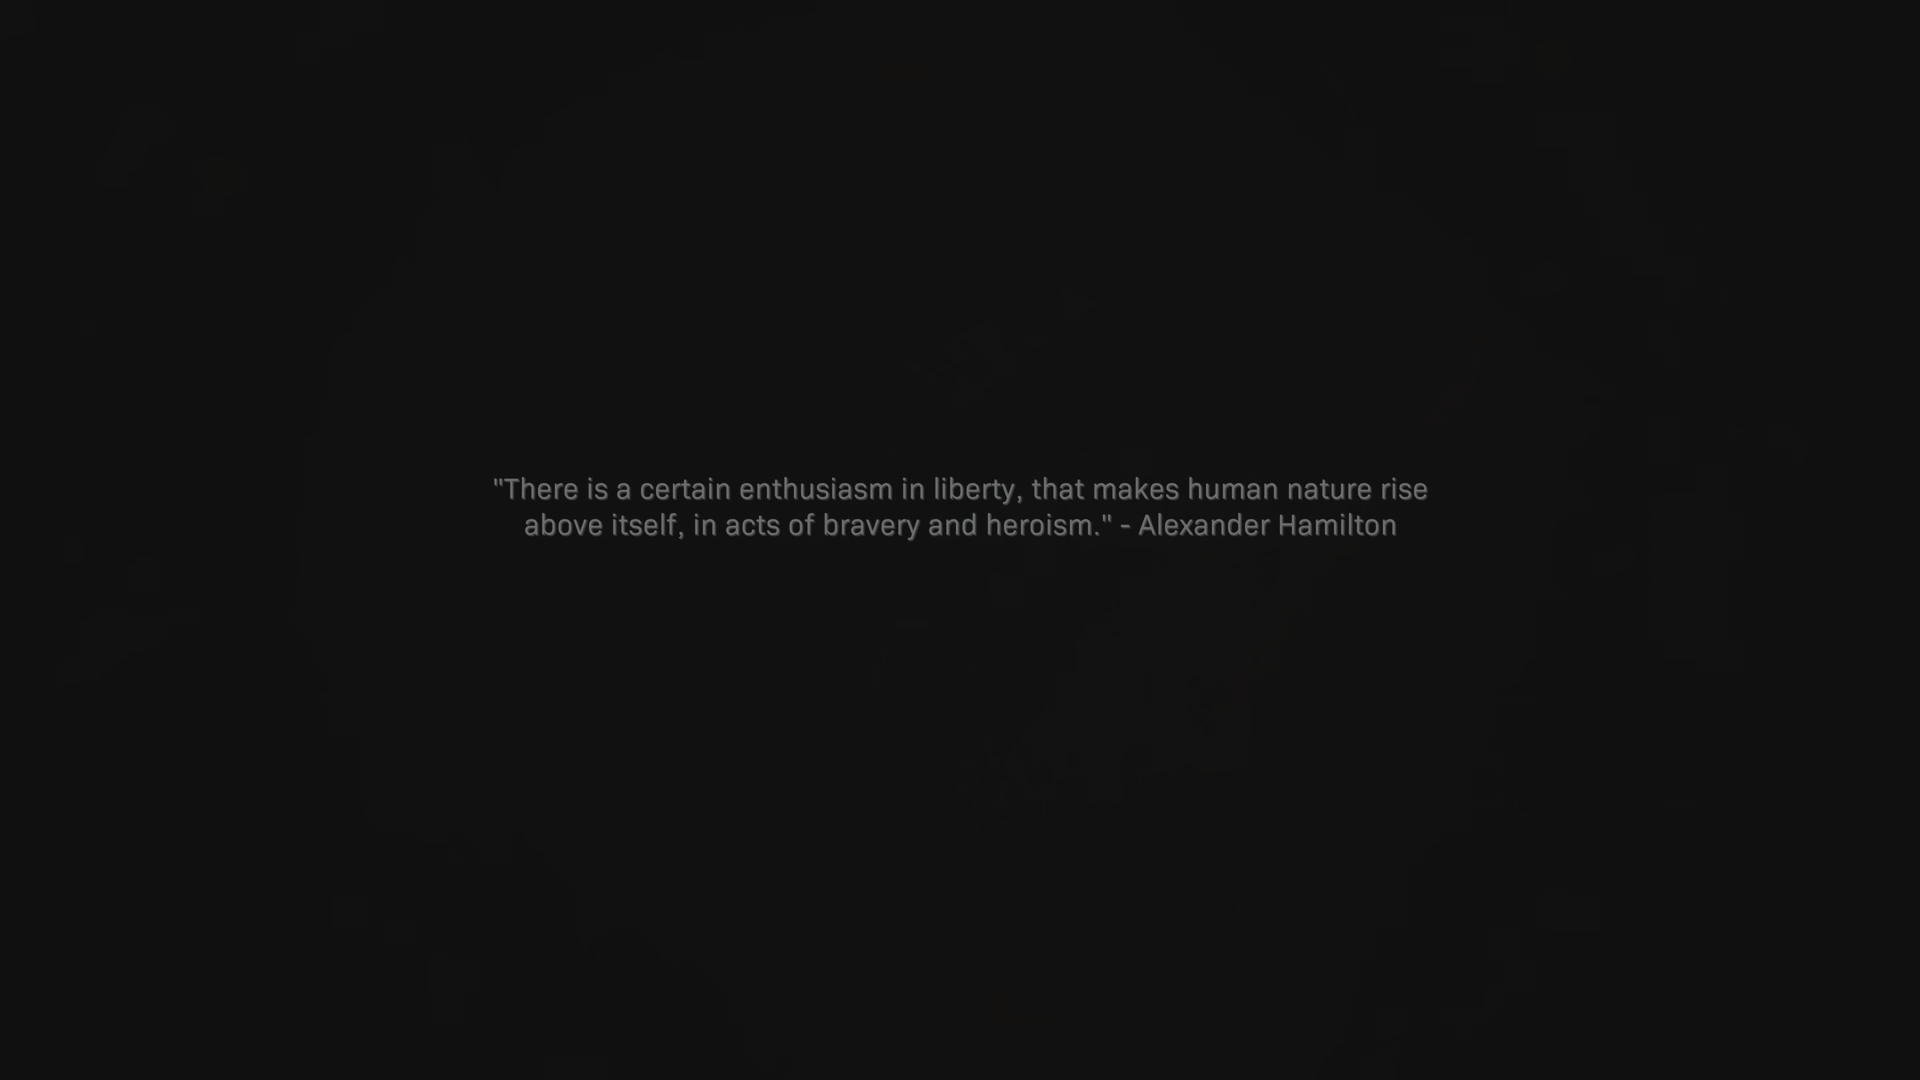 "There is a certain enthusiasm in liberty, that makes human nature rise
above itself, in acts of bravery and heroism." - Alexander Hamilton